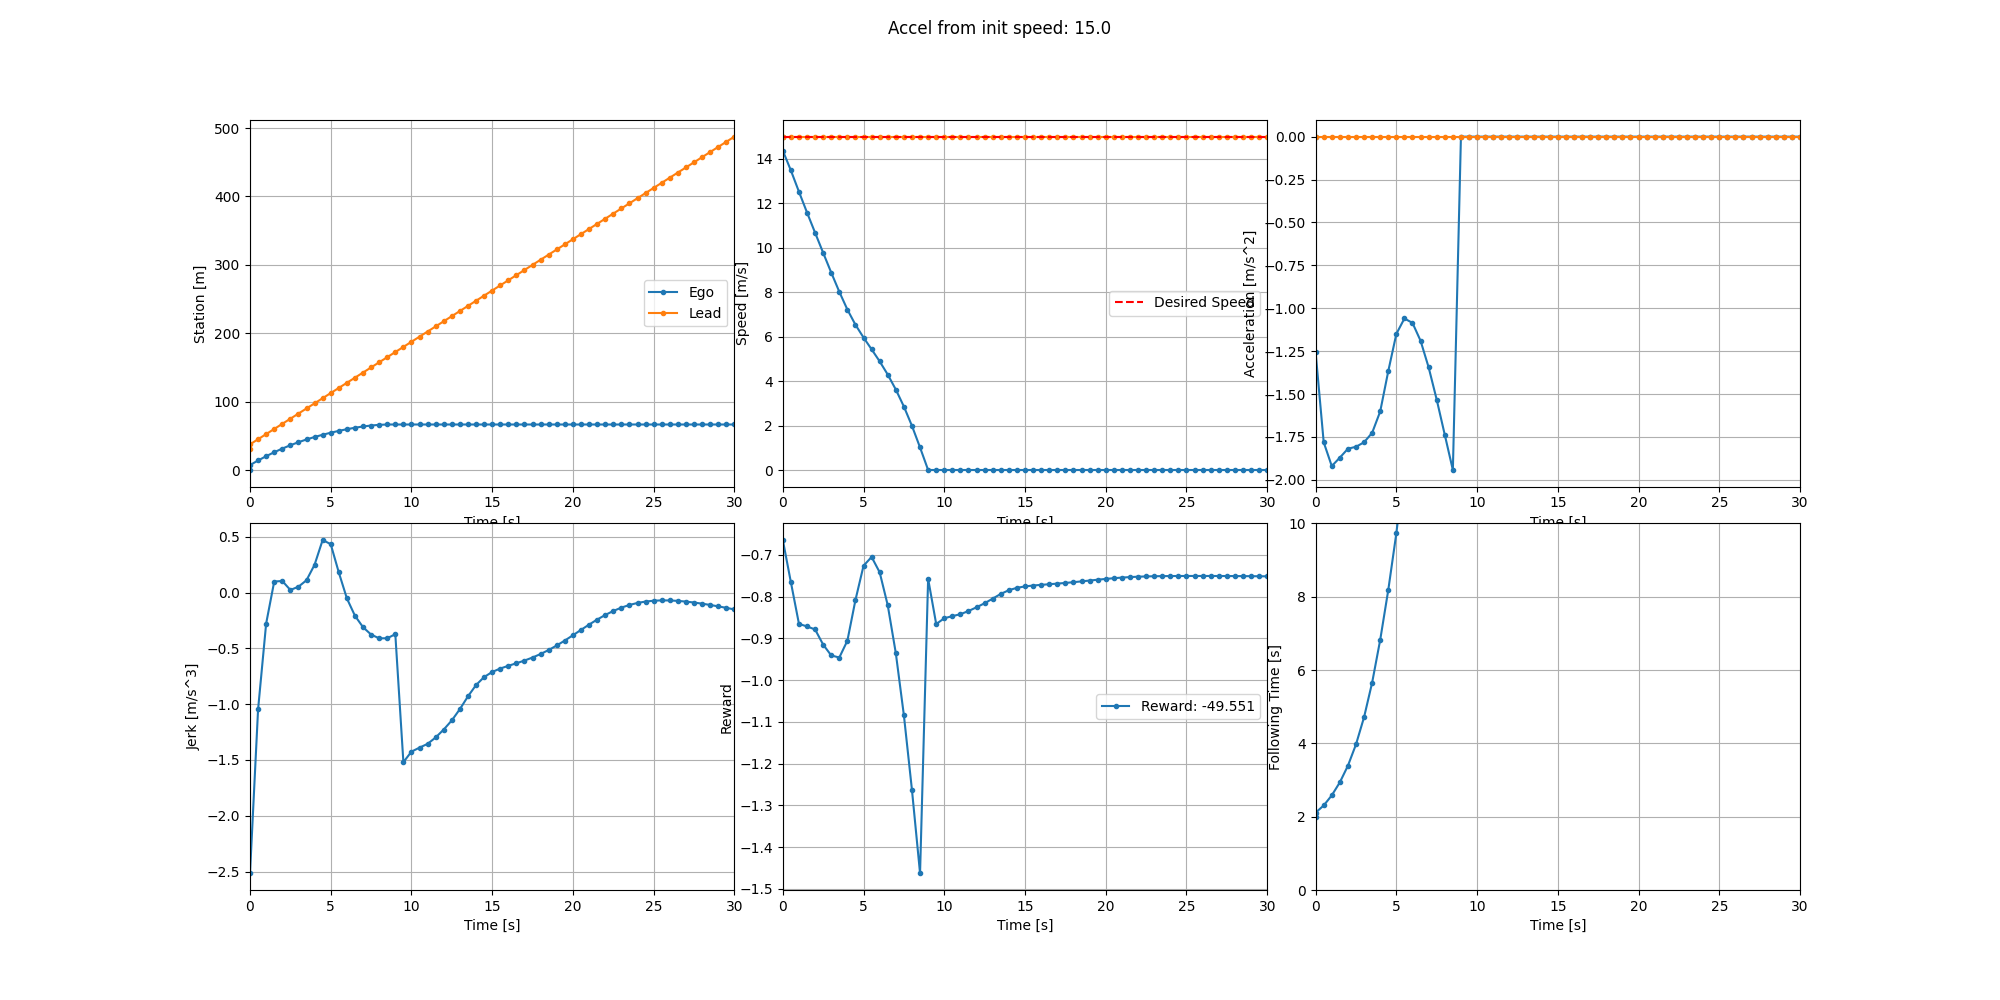 Accel from init speed: 15.0
500
400
300
200
100
0
Station [m]
Ego
Lead
0 5 10 15 20 25 30
Time [s]
14
12
10
8
6
4
2
0
Speed [m/s]
Desired Speed
0 5 10 15 20 25 30
Time [s]
0.00
−0.25
−0.50
−0.75
−1.00
−1.25
−1.50
−1.75
−2.00
Acceleration [m/s^2]
0 5 10 15 20 25 30
Time [s]
0.5
0.0
−0.5
−1.0
−1.5
−2.0
−2.5
Jerk [m/s^3]
0 5 10 15 20 25 30
Time [s]
−0.7
−0.8
−0.9
−1.0
−1.1
−1.2
−1.3
−1.4
−1.5
Reward
Reward: -49.551
0 5 10 15 20 25 30
Time [s]
10
8
6
4
2
0
Following Time [s]
0 5 10 15 20 25 30
Time [s]